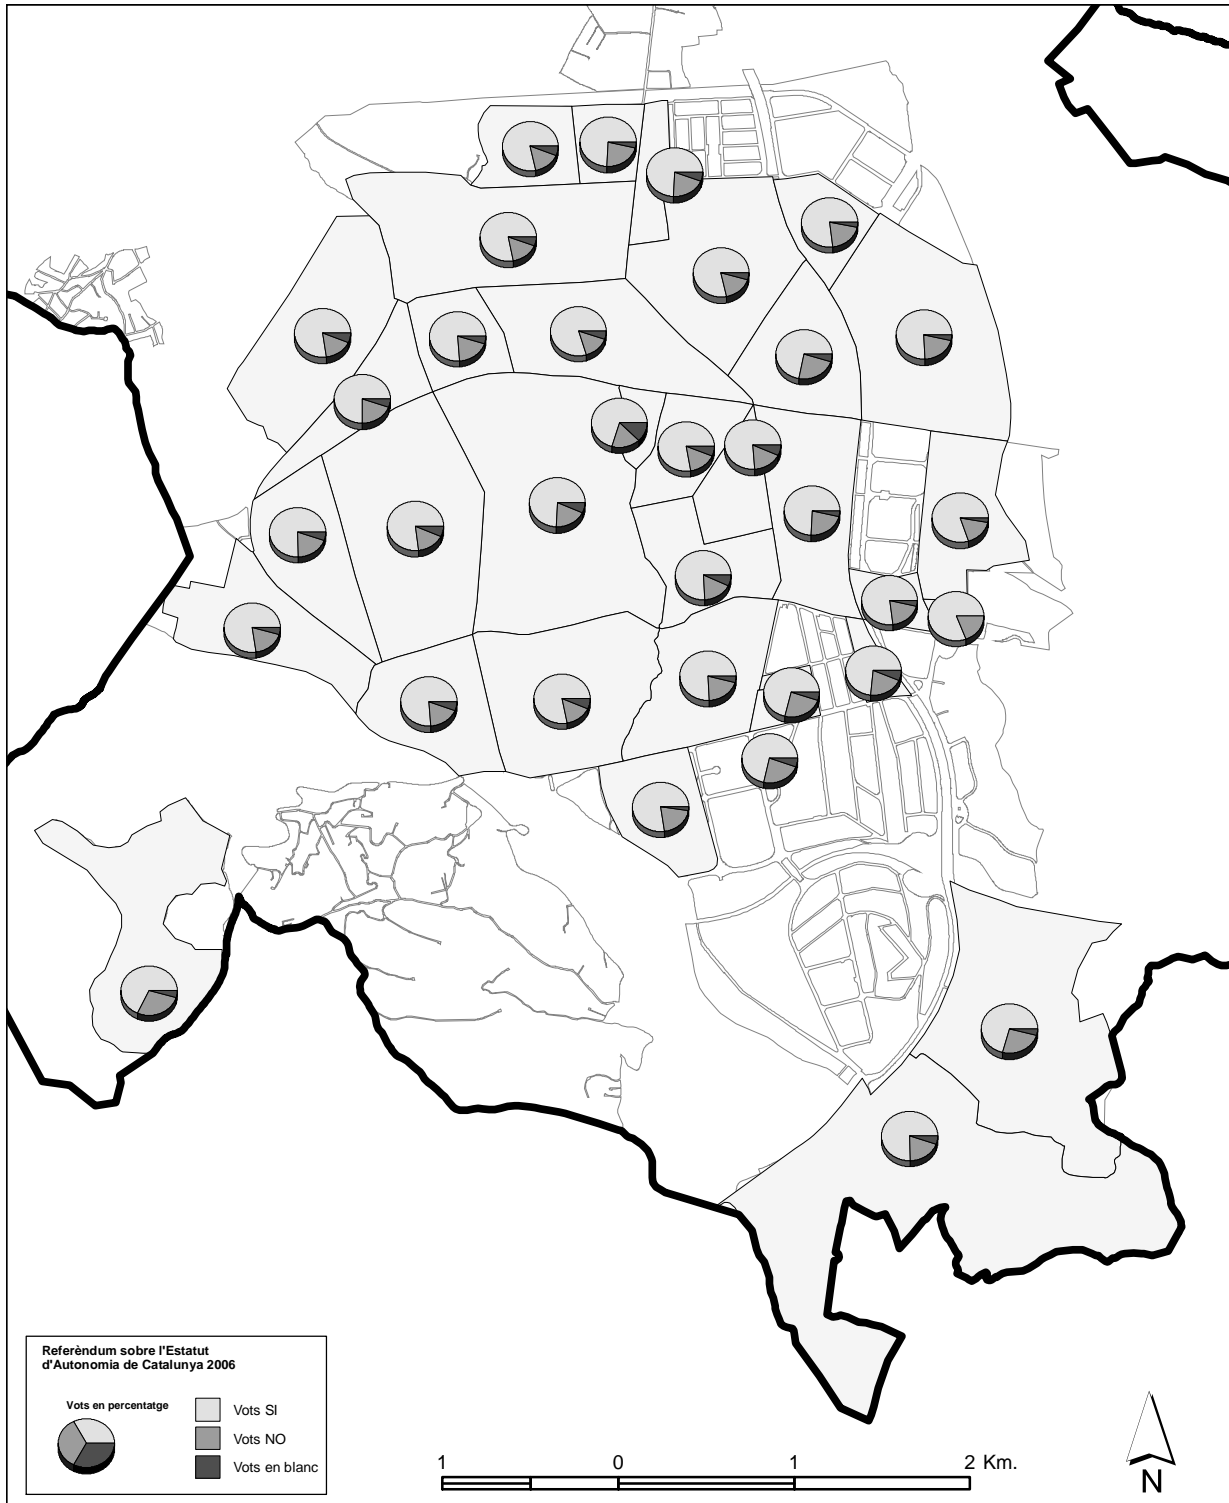 Referèndum sobre l'Estatut
d'Autonomia de Catalunya 2006
Vots en percentatge
Vots SI
Vots NO
Vots en blanc
1 0 1 2 Km.
N